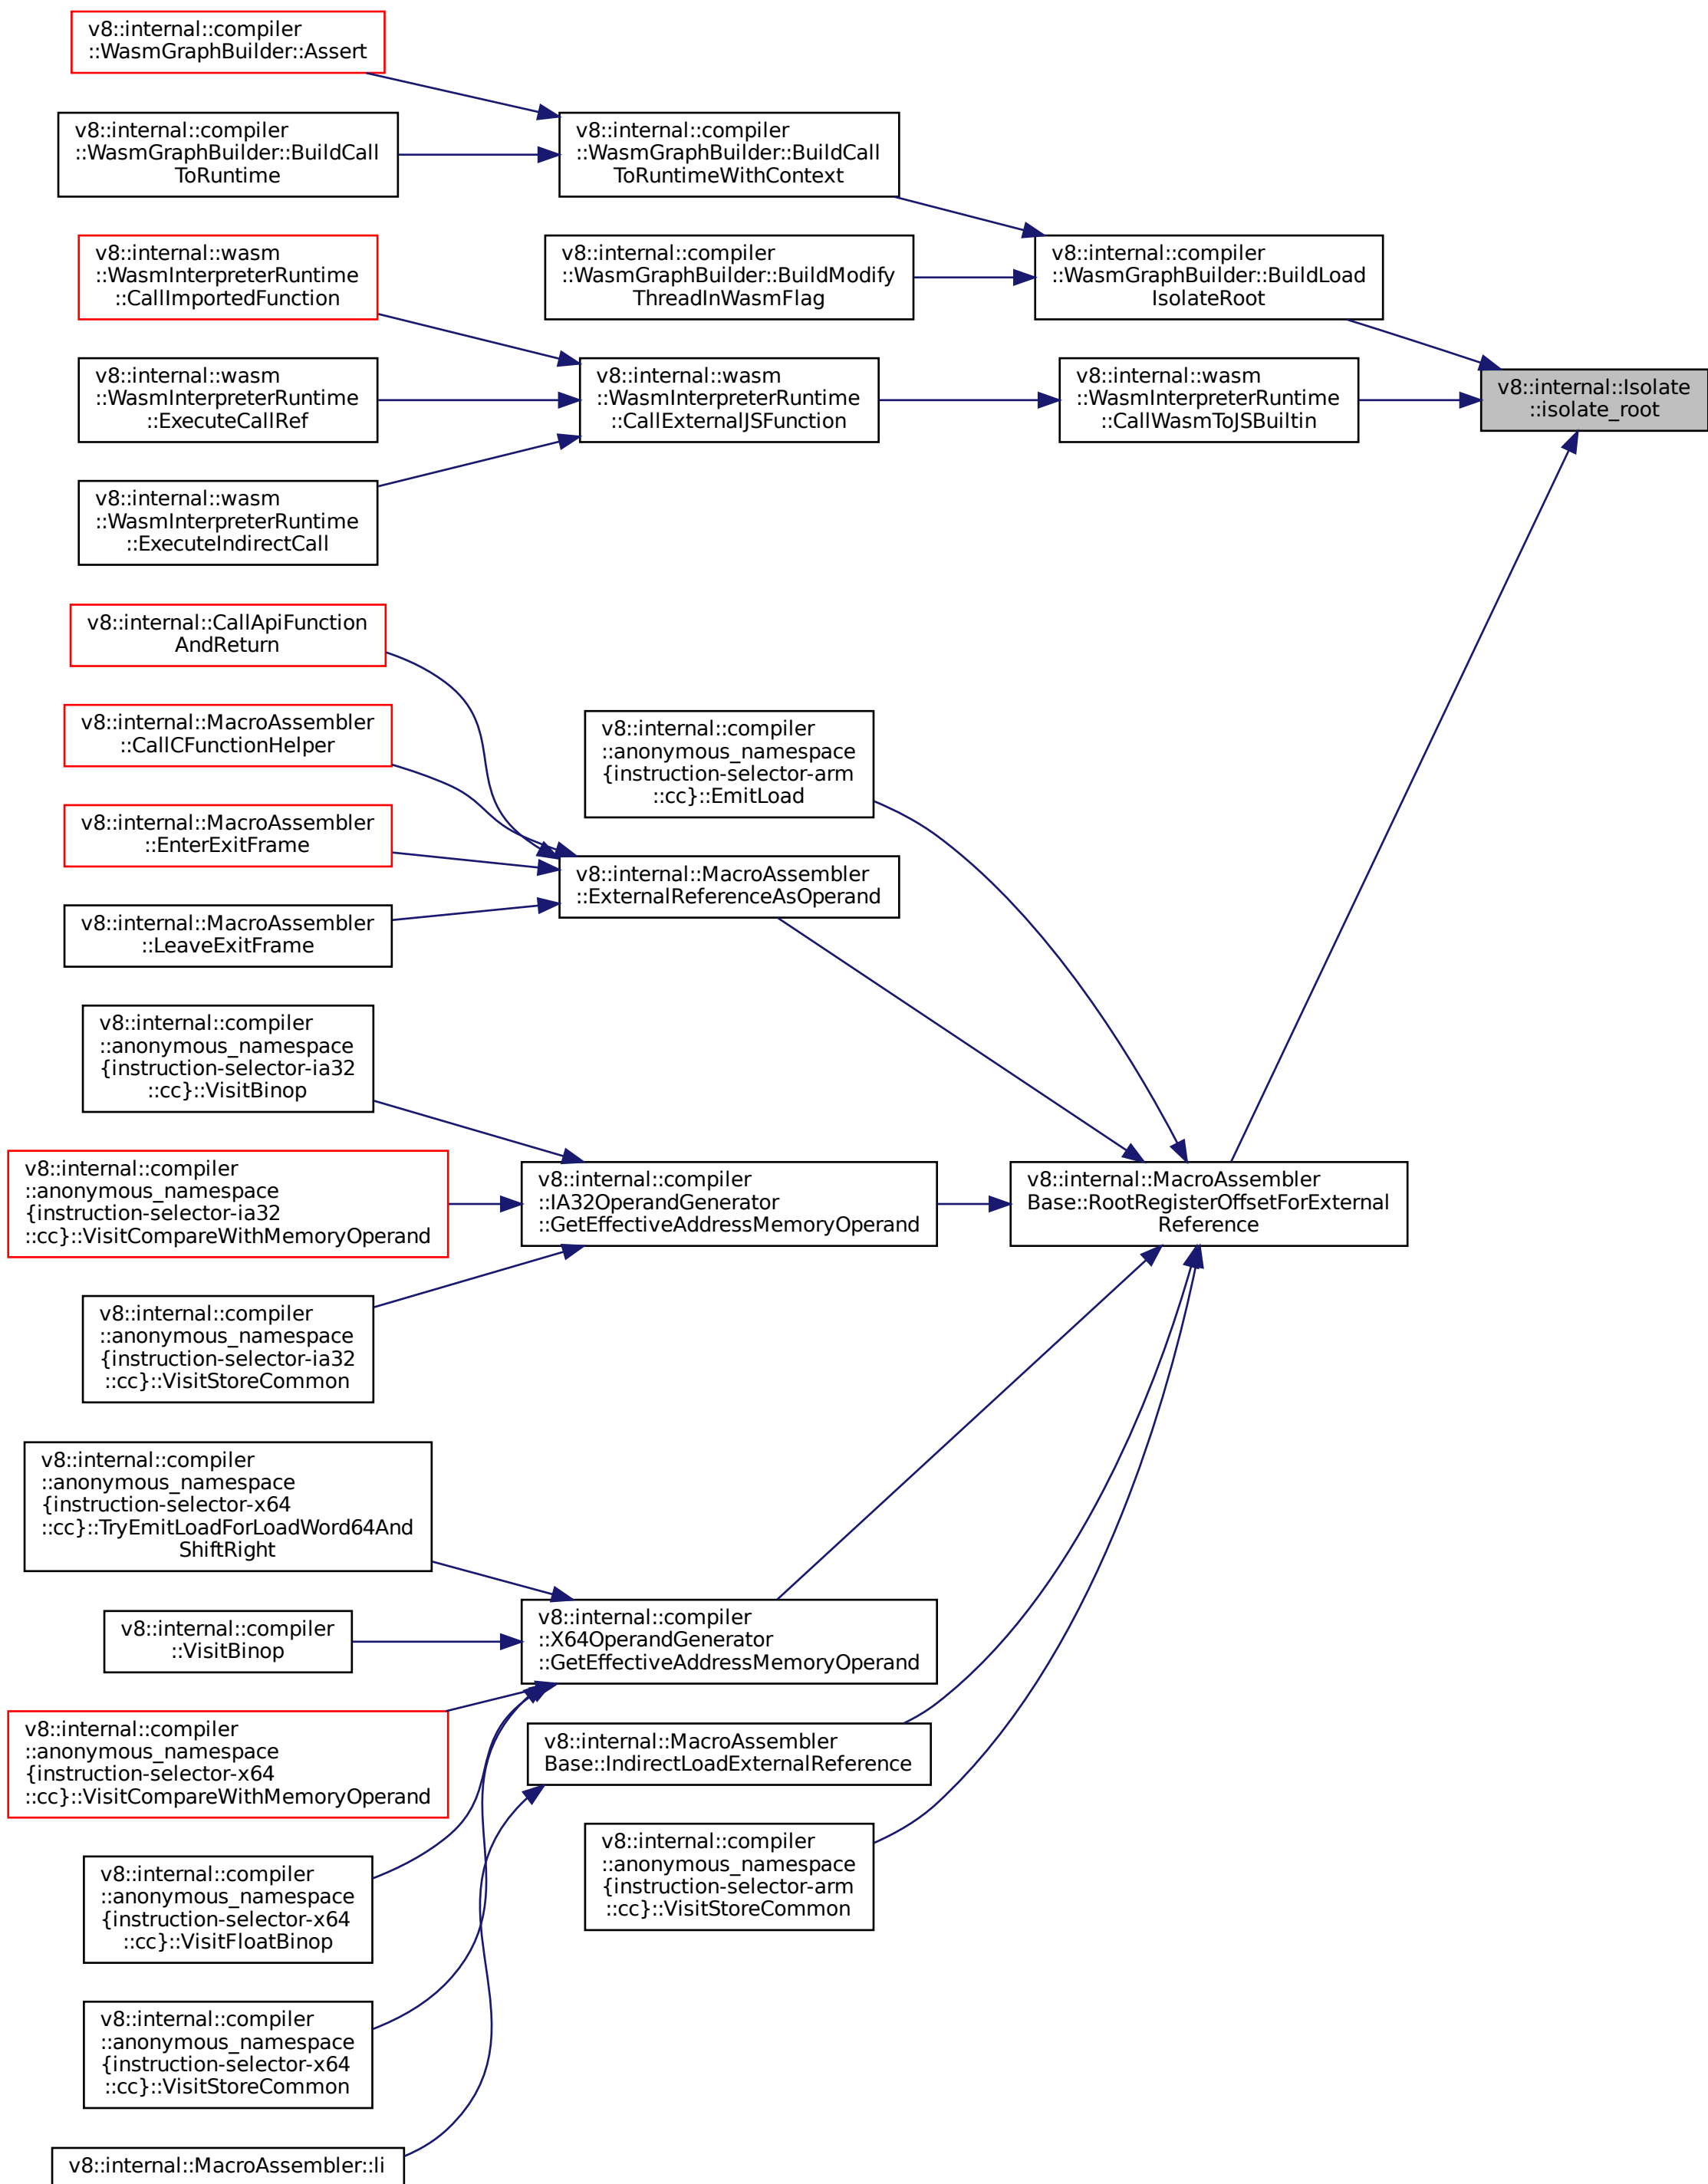 v8::internal::compiler
::WasmGraphBuilder::Assert
v8::internal::compiler
::WasmGraphBuilder::BuildCall
ToRuntime
v8::internal::compiler
::WasmGraphBuilder::BuildCall
ToRuntimeWithContext
v8::internal::wasm
::WasmInterpreterRuntime
::CallImportedFunction
v8::internal::compiler
::WasmGraphBuilder::BuildModify
ThreadInWasmFlag
v8::internal::compiler
::WasmGraphBuilder::BuildLoad
IsolateRoot
v8::internal::wasm
::WasmInterpreterRuntime
::ExecuteCallRef
v8::internal::wasm
::WasmInterpreterRuntime
::CallExternalJSFunction
v8::internal::wasm
::WasmInterpreterRuntime
::CallWasmToJSBuiltin
v8::internal::Isolate
::isolate_root
v8::internal::wasm
::WasmInterpreterRuntime
::ExecuteIndirectCall
v8::internal::CallApiFunction
AndReturn
v8::internal::MacroAssembler
::CallCFunctionHelper
v8::internal::compiler
::anonymous_namespace
{instruction-selector-arm
::cc}::EmitLoad
v8::internal::MacroAssembler
::EnterExitFrame
v8::internal::MacroAssembler
::ExternalReferenceAsOperand
v8::internal::MacroAssembler
::LeaveExitFrame
v8::internal::compiler
::anonymous_namespace
{instruction-selector-ia32
::cc}::VisitBinop
v8::internal::compiler
::anonymous_namespace
{instruction-selector-ia32
::cc}::VisitCompareWithMemoryOperand
v8::internal::compiler
::IA32OperandGenerator
::GetEffectiveAddressMemoryOperand
v8::internal::MacroAssembler
Base::RootRegisterOffsetForExternal
Reference
v8::internal::compiler
::anonymous_namespace
{instruction-selector-ia32
::cc}::VisitStoreCommon
v8::internal::compiler
::anonymous_namespace
{instruction-selector-x64
::cc}::TryEmitLoadForLoadWord64And
ShiftRight
v8::internal::compiler
::VisitBinop
v8::internal::compiler
::X64OperandGenerator
::GetEffectiveAddressMemoryOperand
v8::internal::compiler
::anonymous_namespace
{instruction-selector-x64
::cc}::VisitCompareWithMemoryOperand
v8::internal::MacroAssembler
Base::IndirectLoadExternalReference
v8::internal::compiler
::anonymous_namespace
{instruction-selector-arm
::cc}::VisitStoreCommon
v8::internal::compiler
::anonymous_namespace
{instruction-selector-x64
::cc}::VisitFloatBinop
v8::internal::compiler
::anonymous_namespace
{instruction-selector-x64
::cc}::VisitStoreCommon
v8::internal::MacroAssembler::li